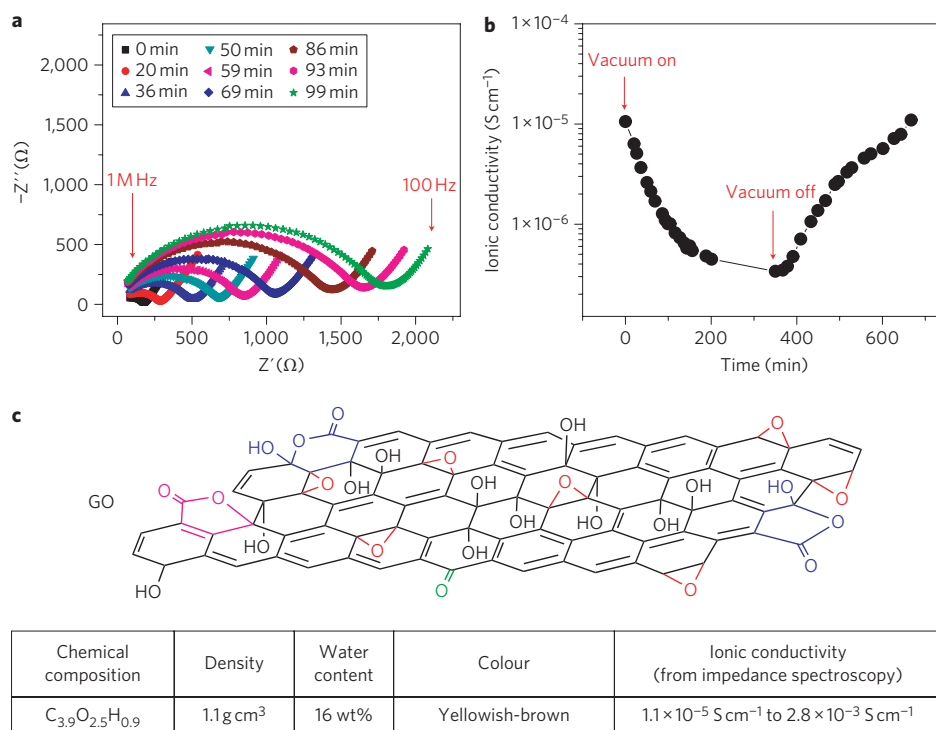 a
−Z′′(Ω)
2,000
1,500
1,000
500
0
0 min 50 min 86 min
20 min 59 min 93 min
36 min 69 min 99 min
1 M Hz
100 Hz
0 500 1,000 1,500 2,000
Z′(Ω)
b
Ionic conductivity (S cm⁻¹)
1 × 10⁻⁴
1 × 10⁻⁵
1 × 10⁻⁶
Vacuum on
Vacuum off
0 200 400 600
Time (min)
c
GO
O
HO
O
OH
O
O
O
O
OH
OH
OH
O
OH
O
OH
HO
O
HO
O
OH
OH
HO
OH
O
O
HO
O
O
O
Chemical composition
Density
Water content
Colour
Ionic conductivity (from impedance spectroscopy)
C₃.₉O₂.₅H₀.₉
1.1 g cm³
16 wt%
Yellowish-brown
1.1 × 10⁻⁵ S cm⁻¹ to 2.8 × 10⁻³ S cm⁻¹